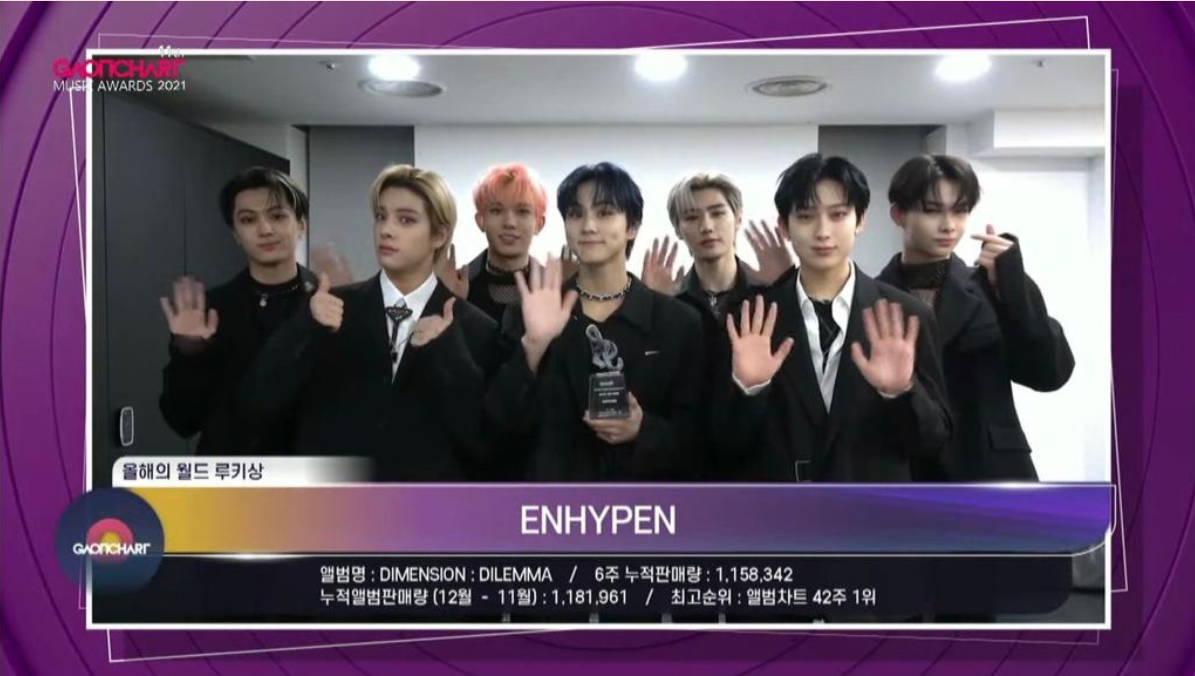 11th
GAONCHART
MUSIC AWARDS 2021
올해의 월드 루키상
ENHYPEN
GAONCHART
앨범명 : DIMENSION : DILEMMA / 6주 누적판매량 : 1,158,342
누적앨범판매량 (12월 - 11월) : 1,181,961 / 최고순위 : 앨범차트 42주 1위